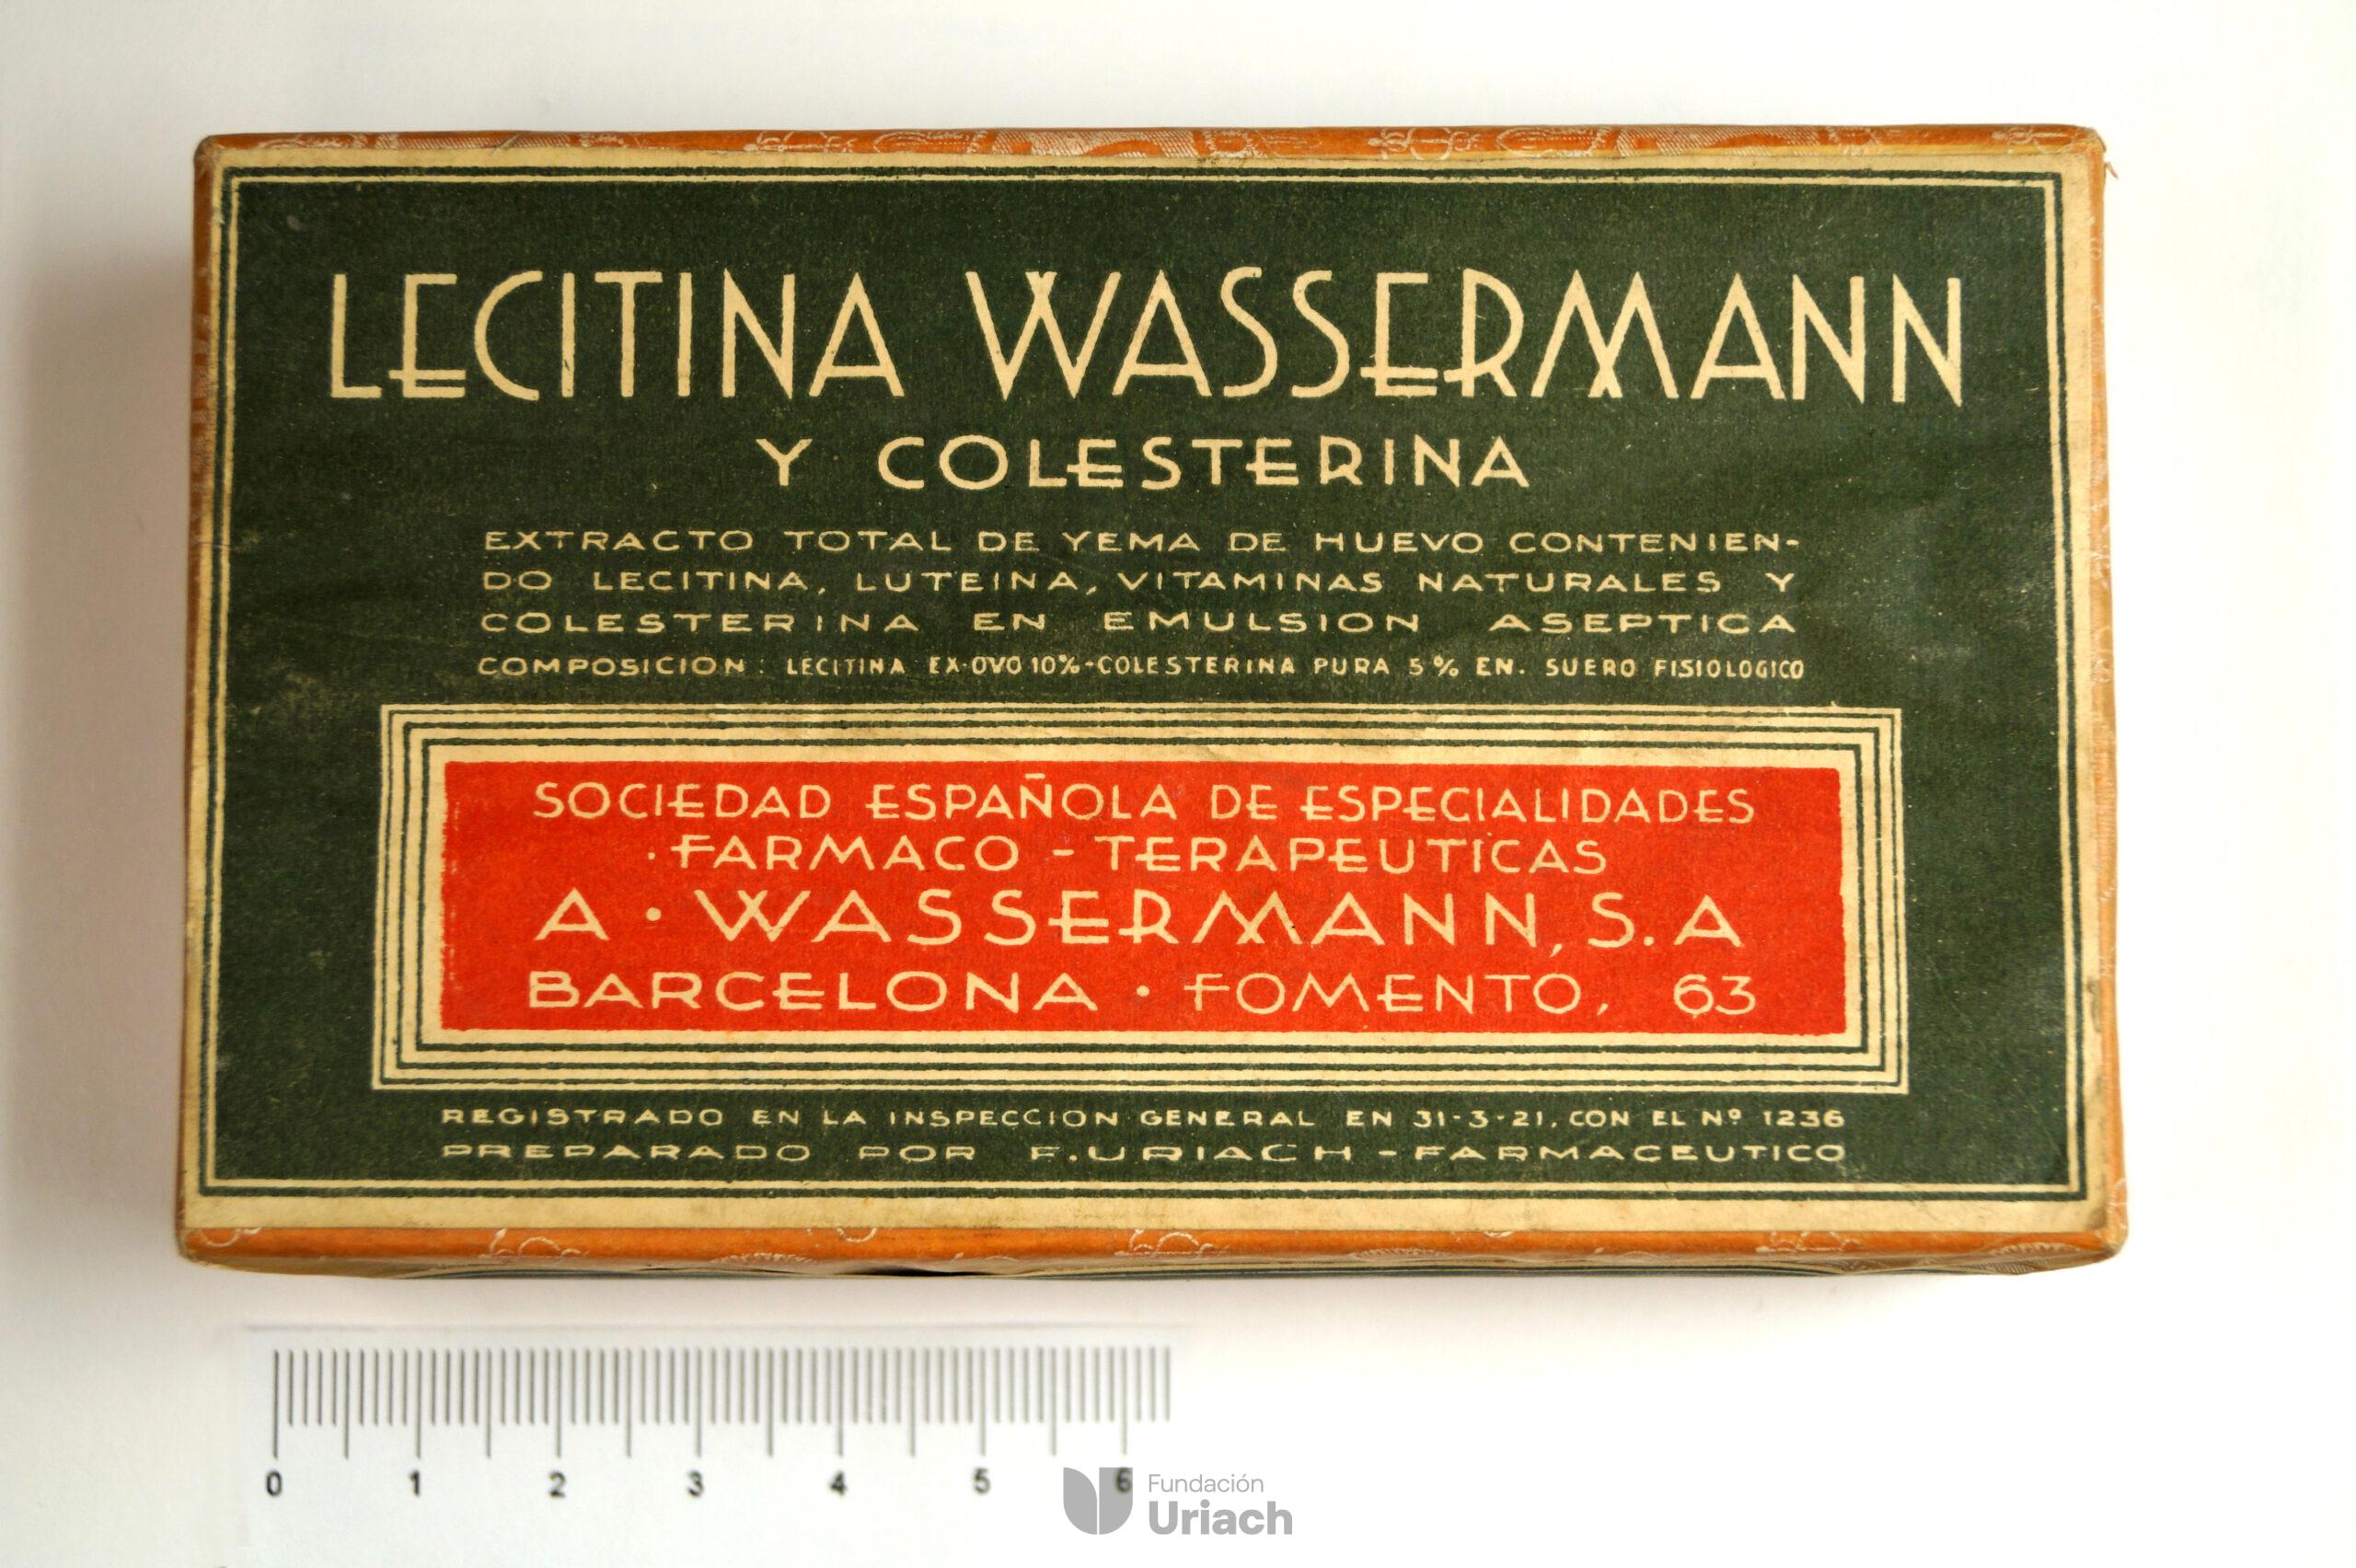 LECITINA WASSERMANN
Y COLESTERINA
EXTRACTO TOTAL DE YEMA DE HUEVO CONTENIEN-
DO LECITINA, LUTEINA, VITAMINAS NATURALES Y
COLESTERINA EN EMULSION ASEPTICA
COMPOSICION: LECITINA EX-OVO 10%-COLESTERINA PURA 5% EN. SUERO FISIOLOGICO
SOCIEDAD ESPAÑOLA DE ESPECIALIDADES
·FARMACO-TERAPEUTICAS
A·WASSERMANN, S.A
BARCELONA·FOMENTO, 63
REGISTRADO EN LA INSPECCION GENERAL EN 31-3-21, CON EL Nº 1236
PREPARADO POR F.URIACH-FARMACEUTICO
0 1 2 3 4 5 6
Fundación
Uriach